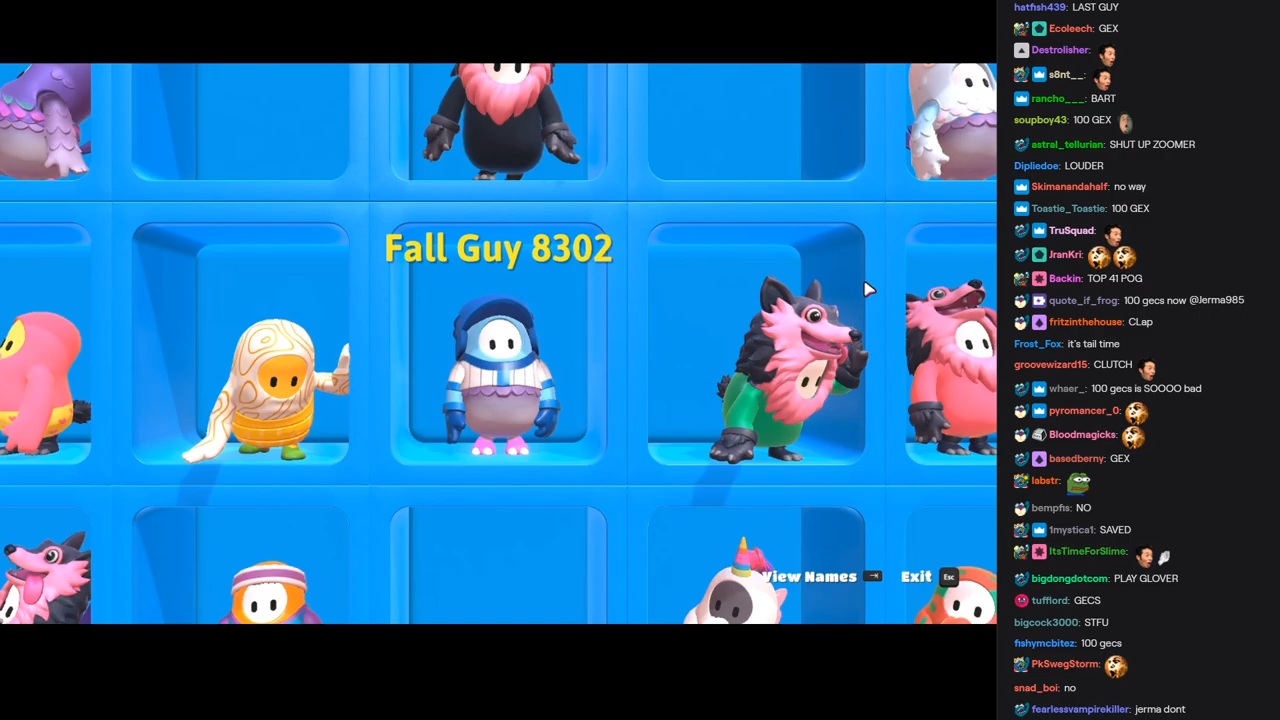 Fall Guy 8302
View Names
Exit
Esc
hatfish439: LAST GUY
Ecoleech: GEX
Destrolisher:
s8nt__:
rancho___: BART
soupboy43: 100 GEX
astral_tellurian: SHUT UP ZOOMER
Dipliedoe: LOUDER
Skimanandahalf: no way
Toastie_Toastie: 100 GEX
TruSquad:
JranKri:
Backin: TOP 41 POG
quote_if_frog: 100 gecs now @Jerma985
fritzinthehouse: CLap
Frost_Fox: it's tail time
groovewizard15: CLUTCH
whaer_: 100 gecs is SOOOO bad
pyromancer_0:
Bloodmagicks:
basedberny: GEX
labstr:
bempfis: NO
1mystica1: SAVED
ItsTimeForSlime:
bigdongdotcom: PLAY GLOVER
tufflord: GECS
bigcock3000: STFU
fishymcbitez: 100 gecs
PkSwegStorm:
snad_boi: no
fearlessvampirekiller: jerma dont